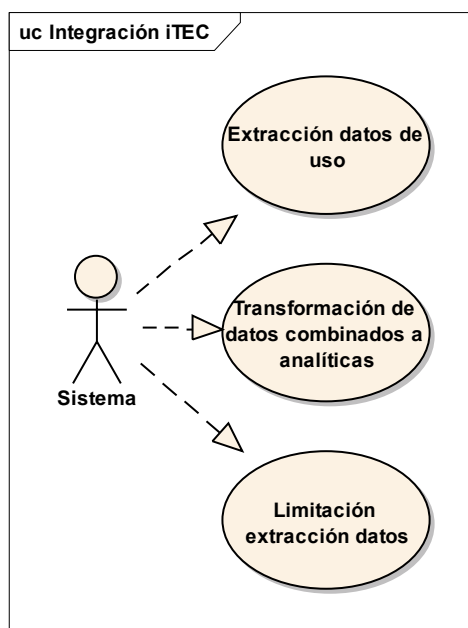 uc Integración iTEC
Extracción datos de
uso
Transformación de
datos combinados a
analíticas
Sistema
Limitación
extracción datos